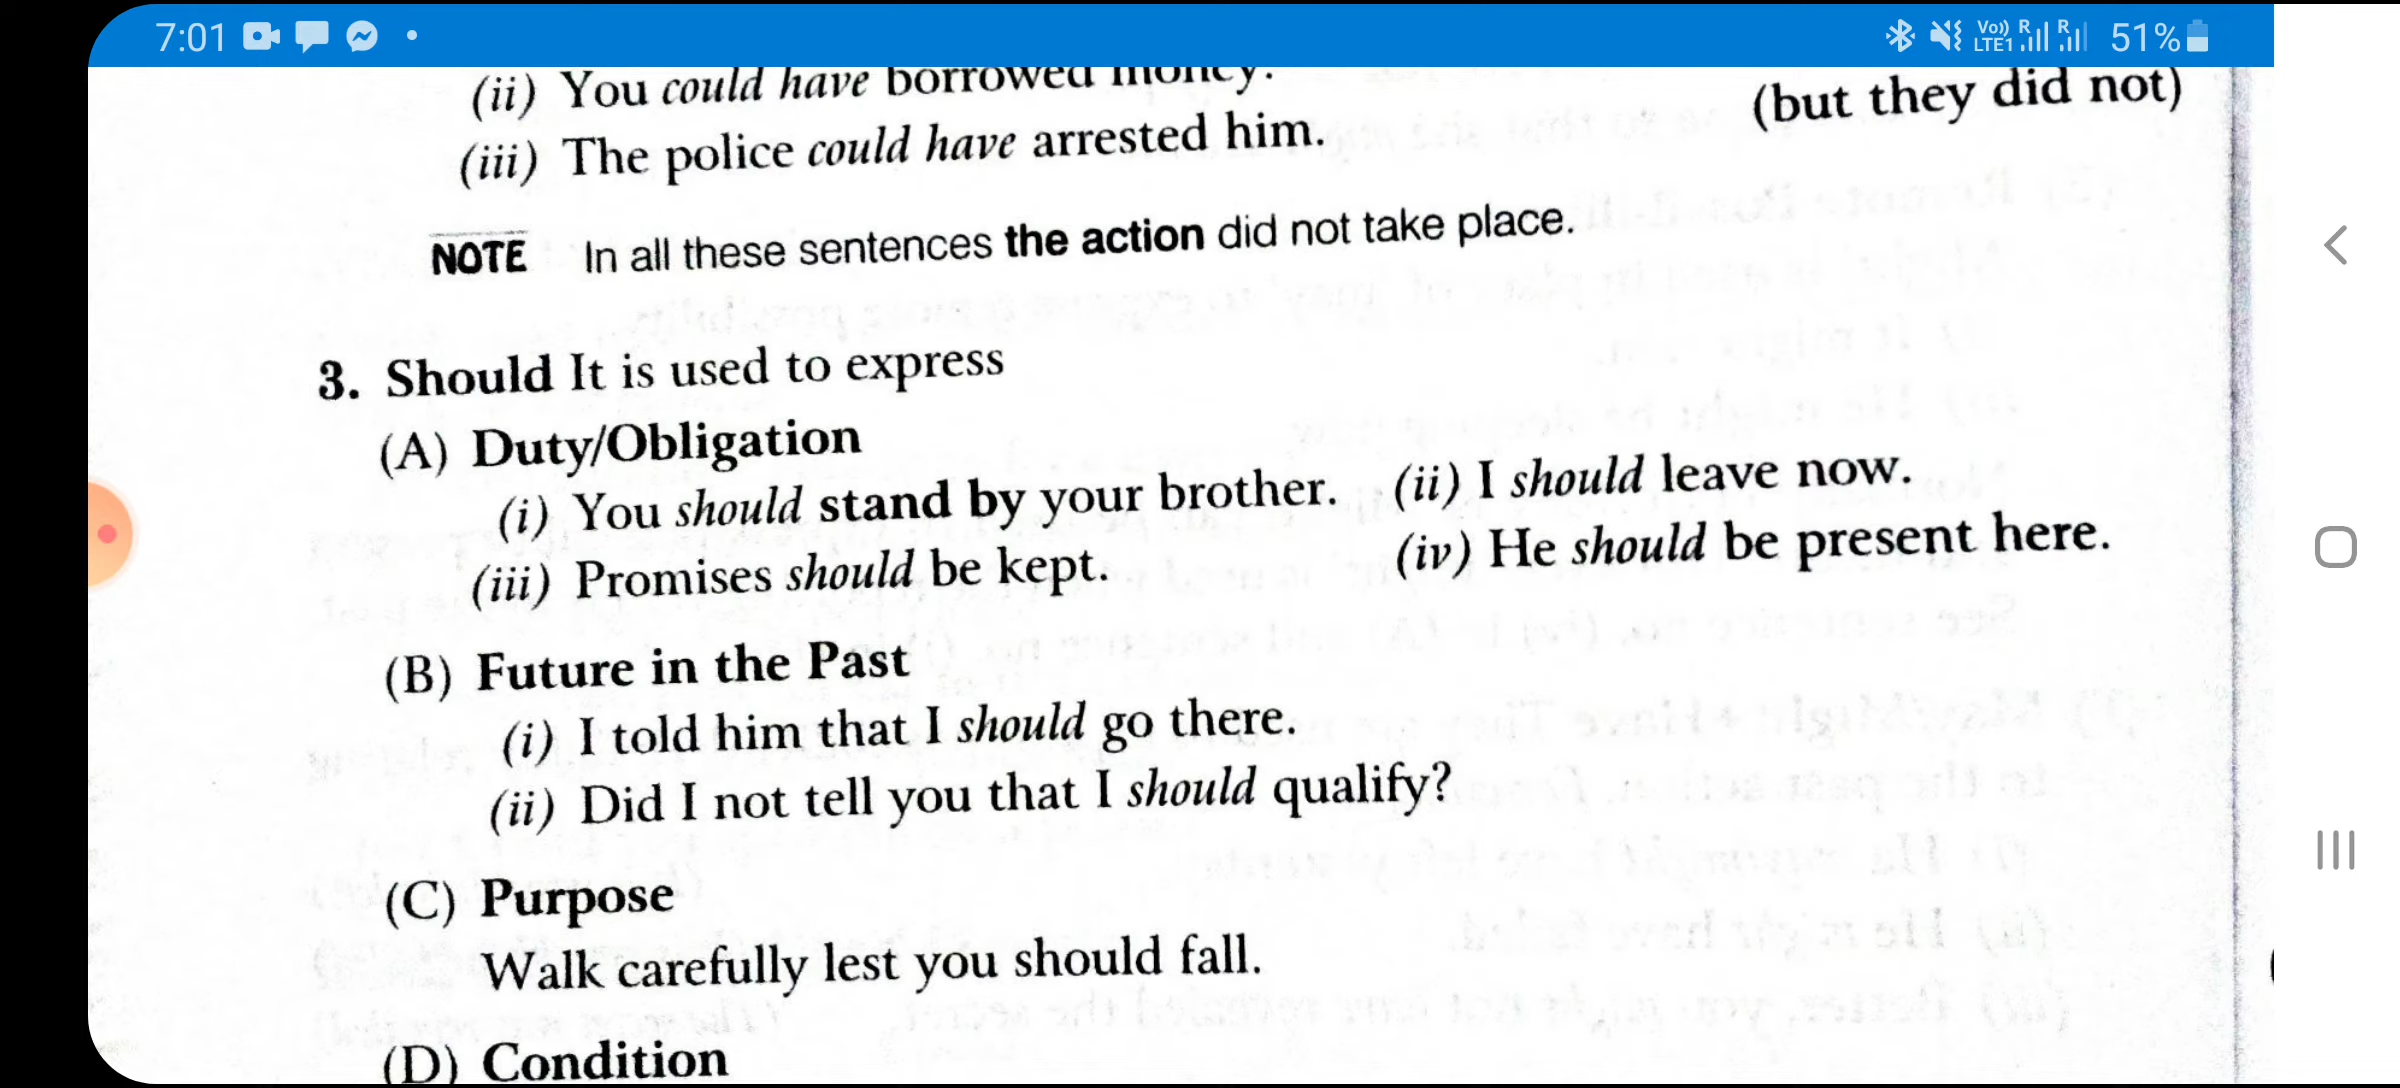 7:01
Vo)) R R
LTE1
51%
(ii) You could have borrowed money.
(but they did not)
(iii) The police could have arrested him.
NOTE In all these sentences the action did not take place.
3. Should It is used to express
(A) Duty/Obligation
(i) You should stand by your brother. (ii) I should leave now.
(iii) Promises should be kept. (iv) He should be present here.
(B) Future in the Past
(i) I told him that I should go there.
(ii) Did I not tell you that I should qualify?
(C) Purpose
Walk carefully lest you should fall.
(D) Condition